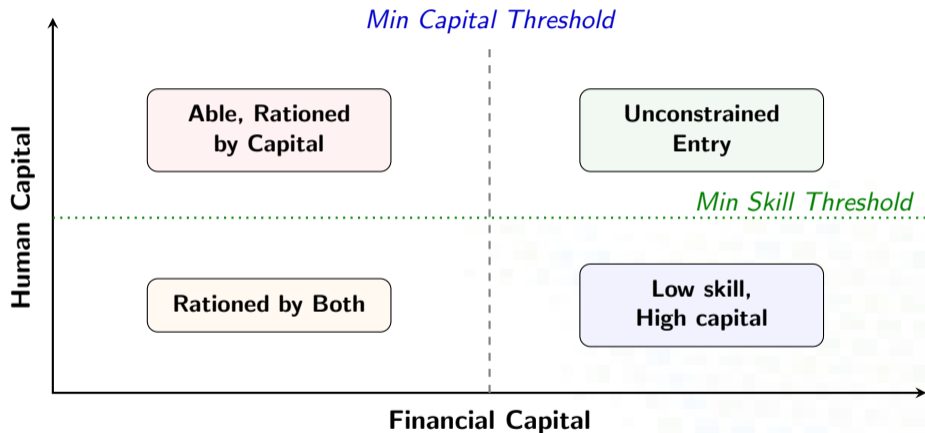 Min Capital Threshold
Able, Rationed
by Capital
Unconstrained
Entry
Human Capital
Min Skill Threshold
Rationed by Both
Low skill,
High capital
Financial Capital